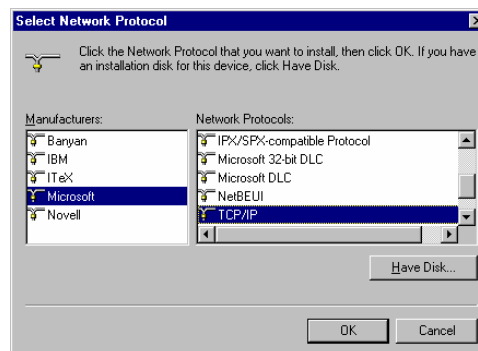 Select Network Protocol
Click the Network Protocol that you want to install, then click OK. If you have
an installation disk for this device, click Have Disk.
Manufacturers:
Banyan
IBM
ITeX
Microsoft
Novell
Network Protocols:
IPX/SPX-compatible Protocol
Microsoft 32-bit DLC
Microsoft DLC
NetBEUI
TCP/IP
Have Disk...
OK
Cancel